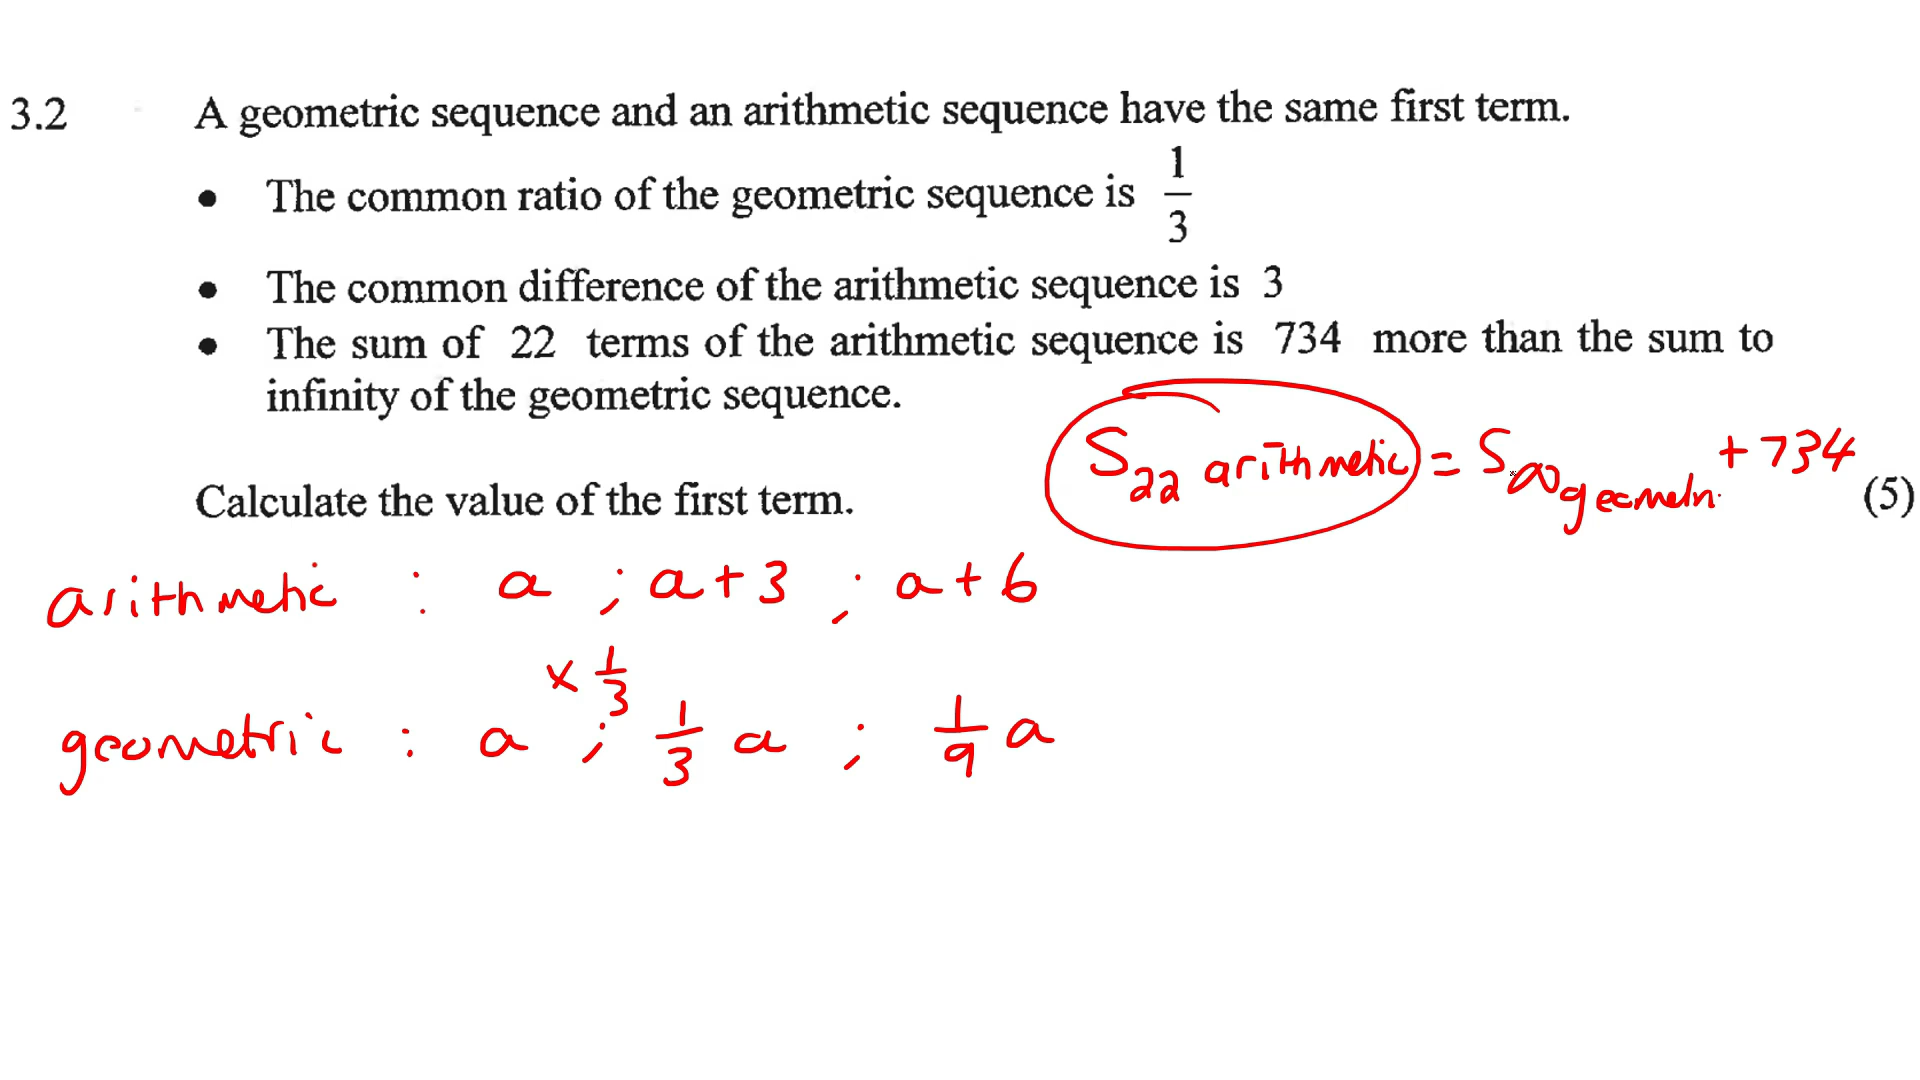 3.2 A geometric sequence and an arithmetic sequence have the same first term.
• The common ratio of the geometric sequence is 1/3
• The common difference of the arithmetic sequence is 3
• The sum of 22 terms of the arithmetic sequence is 734 more than the sum to
infinity of the geometric sequence.
S₂₂ arithmetic = S∞ geometr. + 734
Calculate the value of the first term. (5)
arithmetic : a ; a+3 ; a+6
× 1/3
geometric : a ; 1/3 a ; 1/9 a